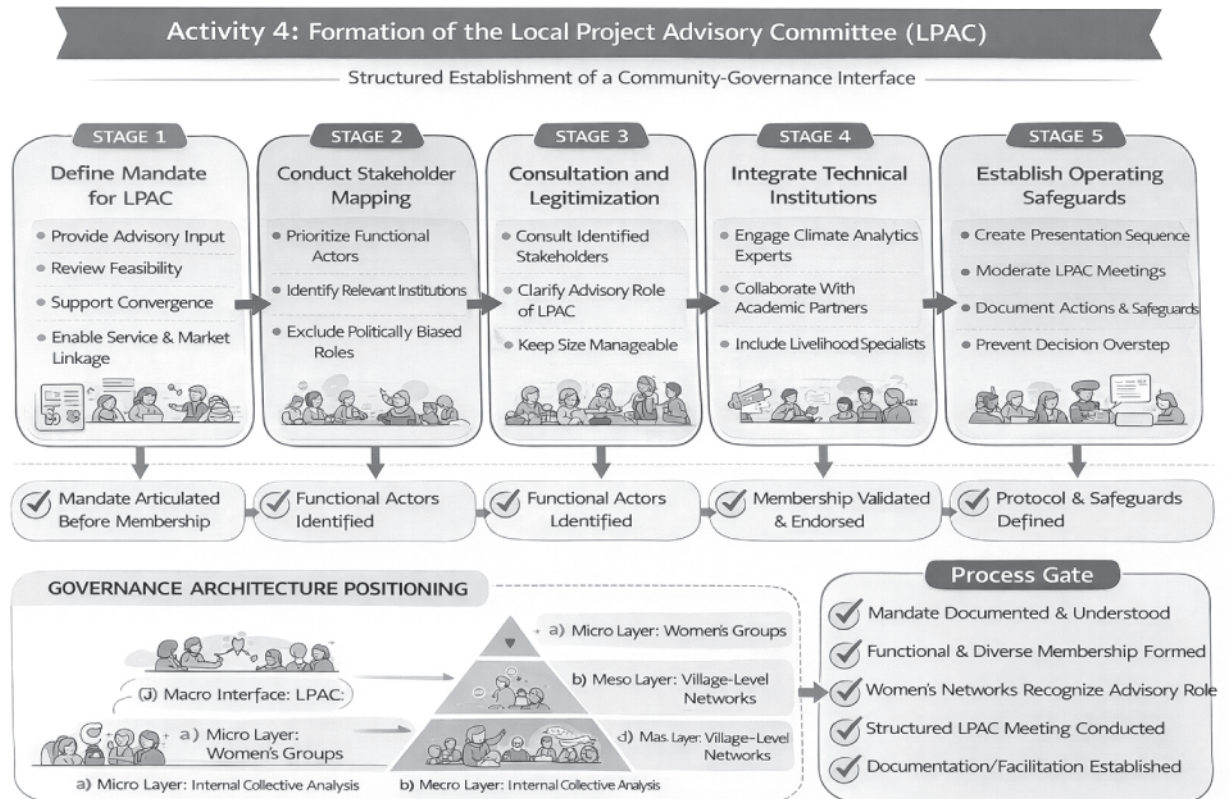 Activity 4: Formation of the Local Project Advisory Committee (LPAC)
Structured Establishment of a Community-Governance Interface
STAGE 1
Define Mandate
for LPAC
• Provide Advisory Input
• Review Feasibility
• Support Convergence
• Enable Service & Market
Linkage
STAGE 2
Conduct Stakeholder
Mapping
• Prioritize Functional
Actors
• Identify Relevant Institutions
• Exclude Politically Biased
Roles
STAGE 3
Consultation and
Legitimization
• Consult Identified
Stakeholders
• Clarify Advisory Role
of LPAC
• Keep Size Manageable
STAGE 4
Integrate Technical
Institutions
• Engage Climate Analytics
Experts
• Collaborate With
Academic Partners
• Include Livelihood Specialists
STAGE 5
Establish Operating
Safeguards
• Create Presentation Sequence
• Moderate LPAC Meetings
• Document Actions & Safeguards
• Prevent Decision Overstep
Mandate Articulated
Before Membership
Functional Actors
Identified
Functional Actors
Ldentified
Membership Validated
& Endorsed
Protocol & Safeguards
Defined
GOVERNANCE ARCHITECTURE POSITIONING
(J) Macro Interface: LPAC:
a) Micro Layer:
Women's Groups
a) Micro Layer: Internal Collective Analysis
a) Micro Layer: Women's Groups
b) Meso Layer: Village-Level
Networks
d) Mas. Layer: Village-Level
Networks
b) Mecro Layer: Internal Collective Analysis
Process Gate
Mandate Documented & Understood
Functional & Diverse Membership Formed
Women's Networks Recognize Advisory Role
Structured LPAC Meeting Conducted
Documentation/Facilitation Established